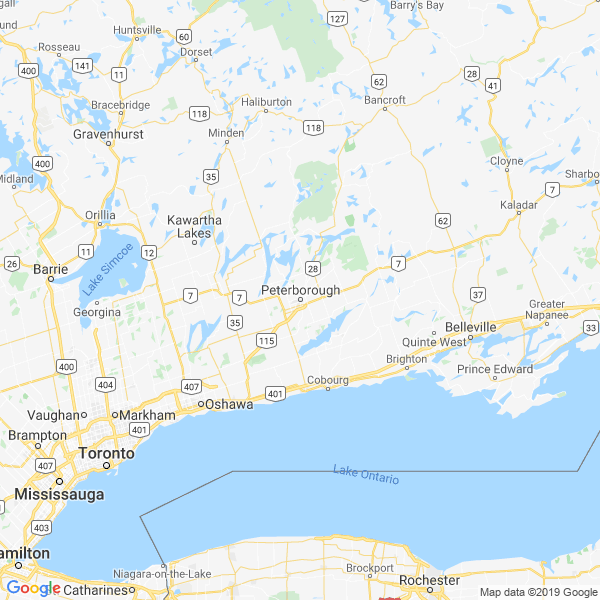 127
Barry's Bay
Huntsville
60
Rosseau
Dorset
400
141
11
28
62
41
Bracebridge
Haliburton
Bancroft
118
118
Gravenhurst
Minden
400
Cloyne
Midland
35
Sharbo
7
Kaladar
Orillia
Kawartha
Lakes
62
11
12
26
Barrie
Lake Simcoe
28
7
Georgina
7
7
Peterborough
37
35
Greater
Napanee
Belleville
33
115
Quinte West
400
Brighton
Prince Edward
404
407
401
Cobourg
Vaughan
Markham
Oshawa
401
Brampton
Toronto
407
Lake Ontario
Mississauga
403
amilton
Niagara-on-the-Lake
Brockport
Google
Catharines
Rochester
Map data ©2019 Google